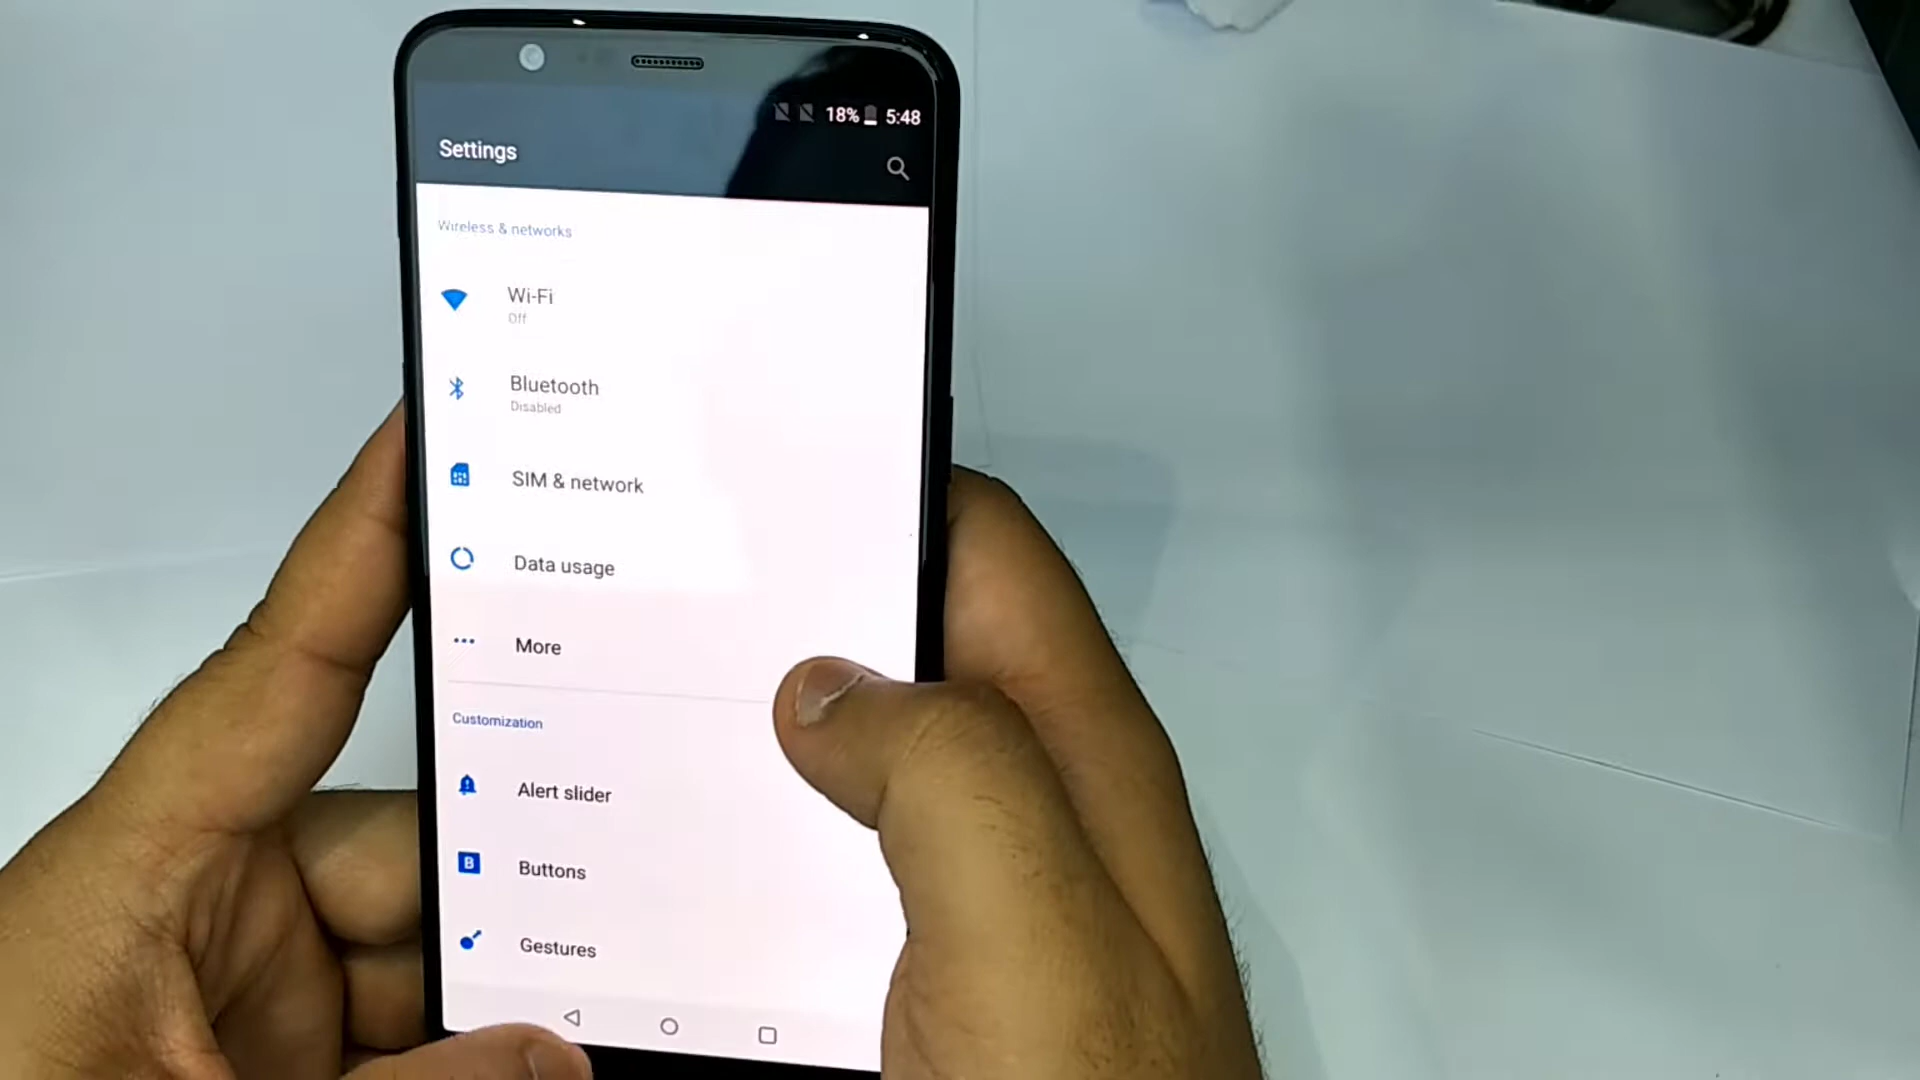 18% 5:48
Settings
Wireless & networks
Wi-Fi
Off
Bluetooth
Disabled
SIM & network
Data usage
More
Customization
Alert slider
B Buttons
Gestures